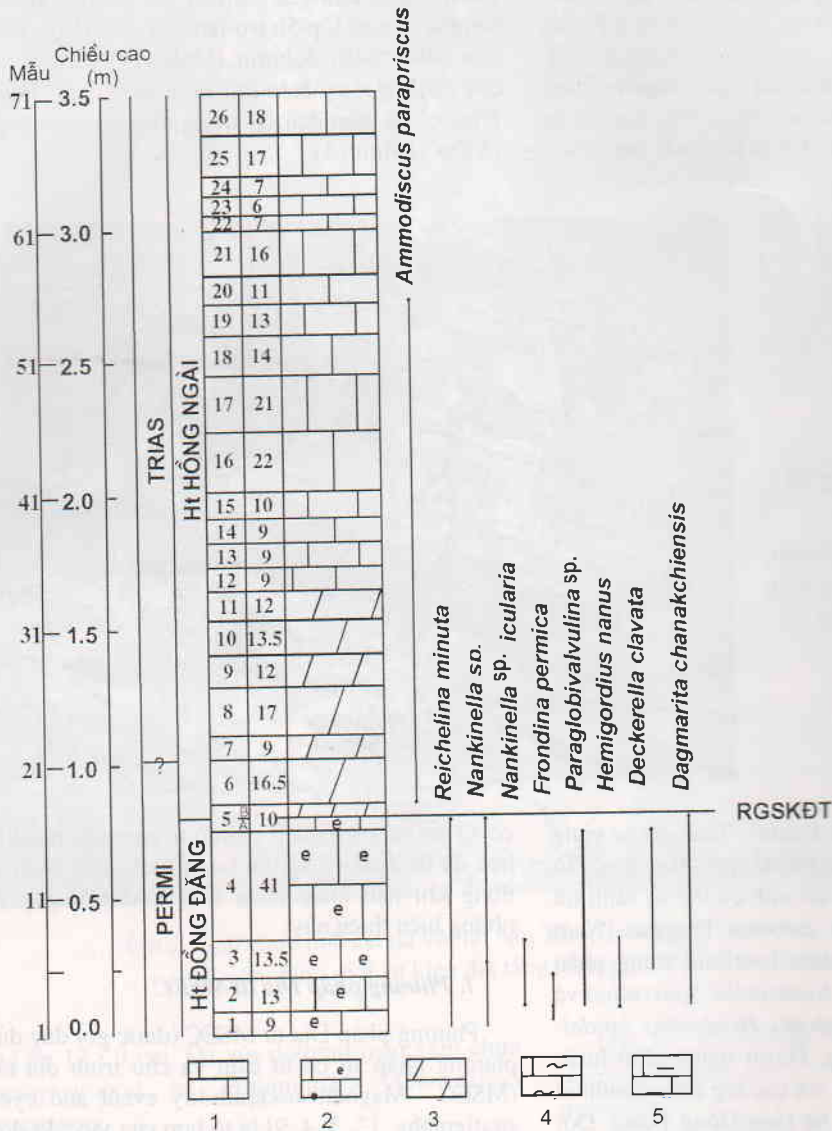 Mẫu
Chiều cao
(m)
71 3.5
61 3.0
51 2.5
41 2.0
31 1.5
21 1.0
11 0.5
1 0.0
TRIAS
?
PERMI
Ht HỒNG NGÀI
Ht ĐỒNG ĐĂNG
26 18
25 17
24 7
23 6
22 7
21 16
20 11
19 13
18 14
17 21
16 22
15 10
14 9
13 9
12 9
11 12
10 13.5
9 12
8 17
7 9
6 16.5
5 10
e
e e
4 41
e
3 13.5 e e
2 13 e e
1 9 e
Ammodiscus parapriscus
Reichelina minuta
Nankinella sp.
Nankinella sp. icularia
Frondina permica
Paraglobivalvulina sp.
Hemigordius nanus
Deckerella clavata
Dagmarita chanakchiensis
RGSKĐT
e
1 2 3 4 5